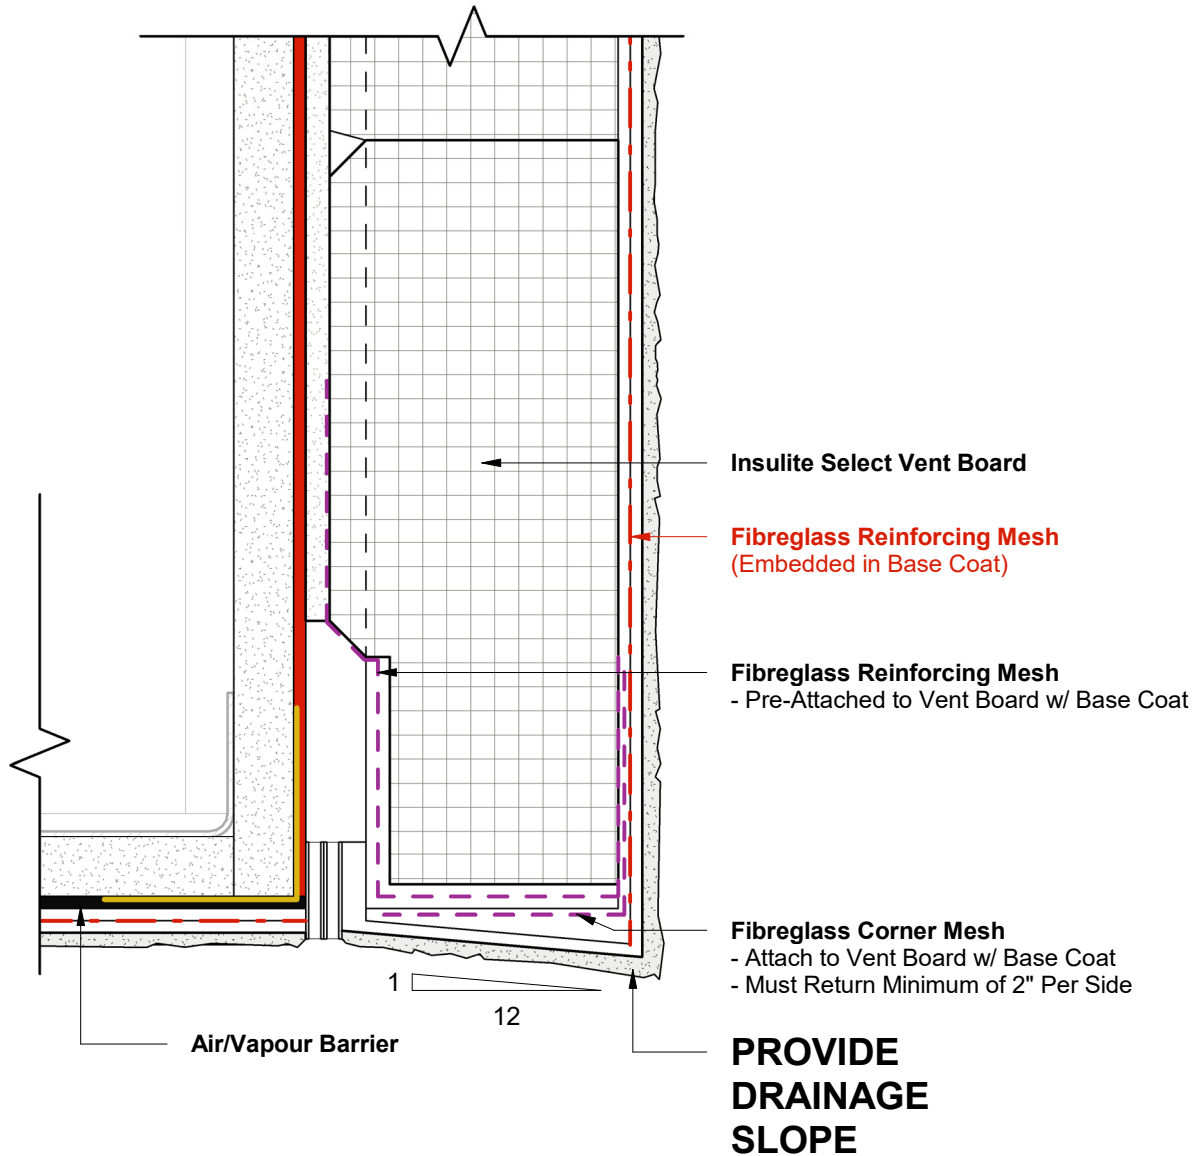 Insulite Select Vent Board
Fibreglass Reinforcing Mesh
(Embedded in Base Coat)
Fibreglass Reinforcing Mesh
- Pre-Attached to Vent Board w/ Base Coat
Fibreglass Corner Mesh
- Attach to Vent Board w/ Base Coat
- Must Return Minimum of 2" Per Side
1
12
Air/Vapour Barrier
PROVIDE
DRAINAGE
SLOPE